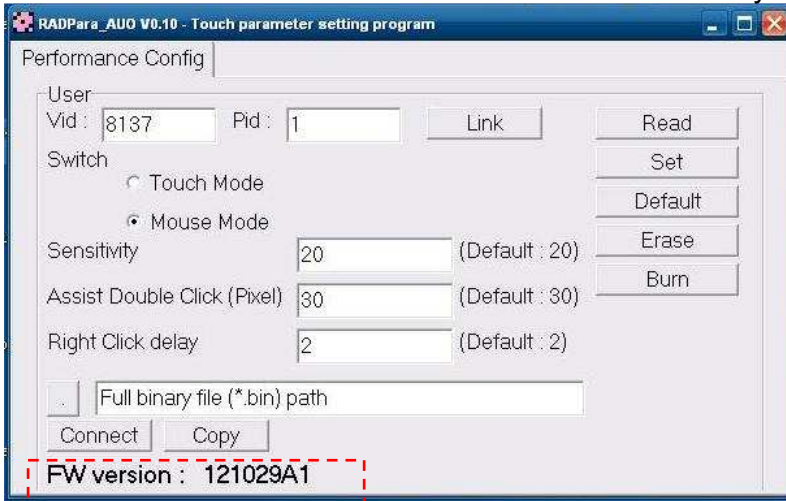 RADPara_AUO V0.10 - Touch parameter setting program
Performance Config
User
Vid : 8137 Pid : 1 Link Read
Switch Set
Touch Mode Default
Mouse Mode
Sensitivity 20 (Default : 20) Erase
Assist Double Click (Pixel) 30 (Default : 30) Burn
Right Click delay 2 (Default : 2)
. Full binary file (*.bin) path
Connect Copy
FW version : 121029A1